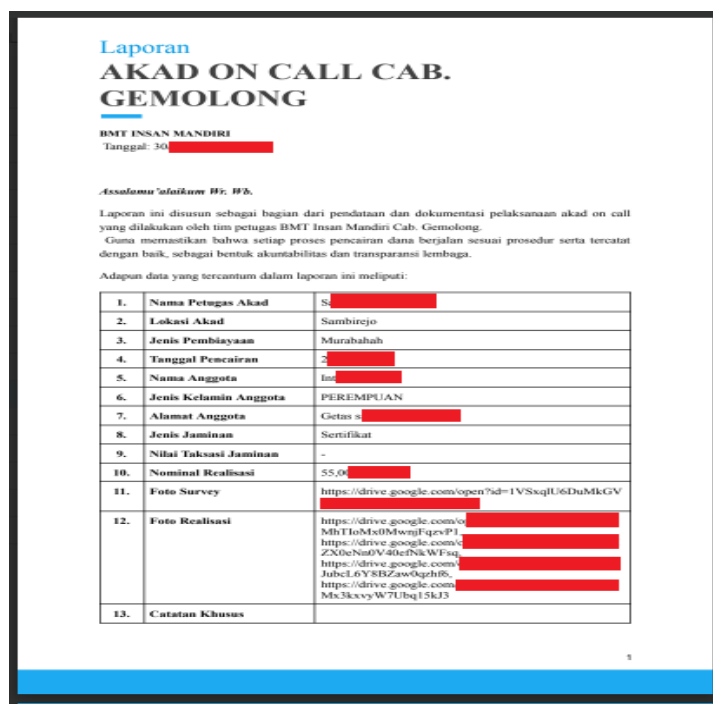 Laporan
AKAD ON CALL CAB.
GEMOLONG
BMT INSAN MANDIRI
Tanggal: 30
Assalamu'alaikum Wr. Wb.
Laporan ini disusun sebagai bagian dari pendataan dan dokumentasi pelaksanaan akad on call
yang dilakukan oleh tim petugas BMT Insan Mandiri Cab. Gemolong.
Guna memastikan bahwa setiap proses pencairan dana berjalan sesuai prosedur serta tercatat
dengan baik, sebagai bentuk akuntabilitas dan transparansi lembaga.
Adapun data yang tercantum dalam laporan ini meliputi:
1. Nama Petugas Akad
2. Lokasi Akad Sambirejo
3. Jenis Pembiayaan Murabahah
4. Tanggal Pencairan 2
5. Nama Anggota Int
6. Jenis Kelamin Anggota PEREMPUAN
7. Alamat Anggota Getas s
8. Jenis Jaminan Sertifikat
9. Nilai Taksasi Jaminan -
10. Nominal Realisasi 55,0
11. Foto Survey https://drive.google.com/open?id=1VSxqlU6DuMkGV
12. Foto Realisasi https://drive.google.com/o
MhTIoMx0MwnjFqzvP1,
https://drive.google.com/
ZX0eNn0V40efNkWFsq,
https://drive.google.com/
JubcL6Y8BZaw0qzhf6,
https://drive.google.com
Mx3kxvyW7Ubq15kJ3
13. Catatan Khusus
1